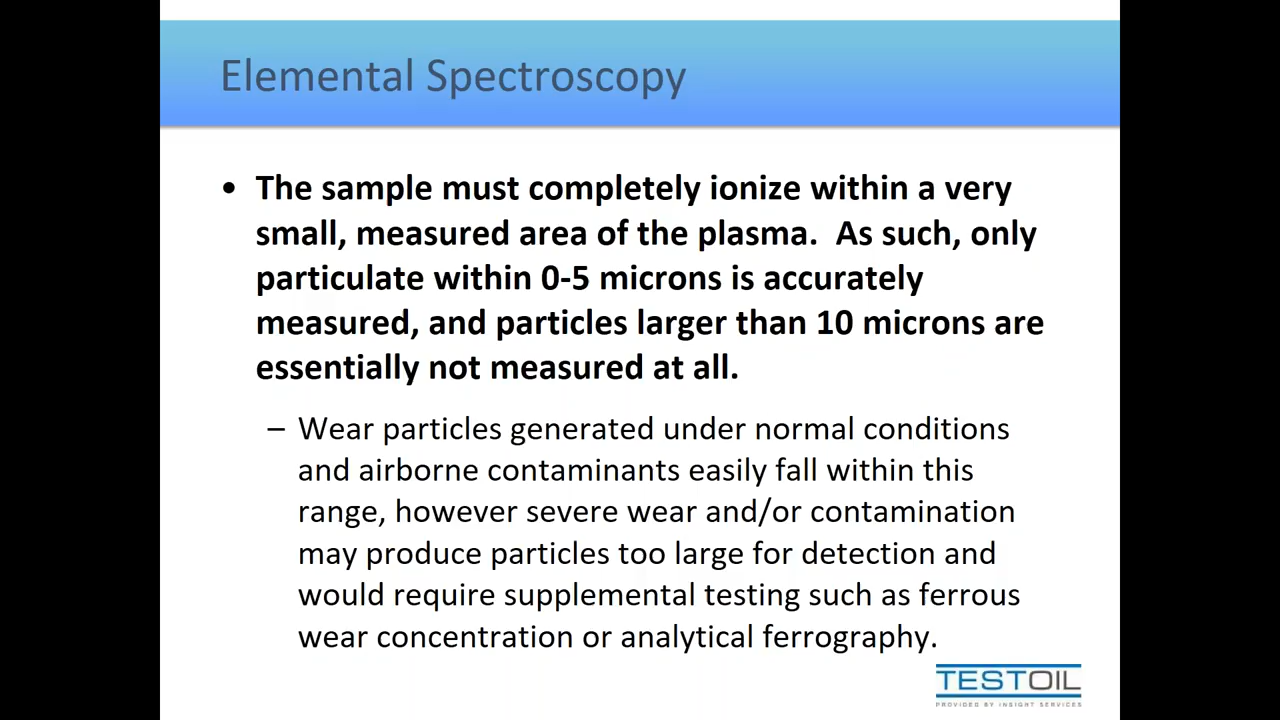 Elemental Spectroscopy
• The sample must completely ionize within a very
small, measured area of the plasma.  As such, only
particulate within 0-5 microns is accurately
measured, and particles larger than 10 microns are
essentially not measured at all.
– Wear particles generated under normal conditions
and airborne contaminants easily fall within this
range, however severe wear and/or contamination
may produce particles too large for detection and
would require supplemental testing such as ferrous
wear concentration or analytical ferrography.
TESTOIL
PROVIDED BY INSIGHT SERVICES